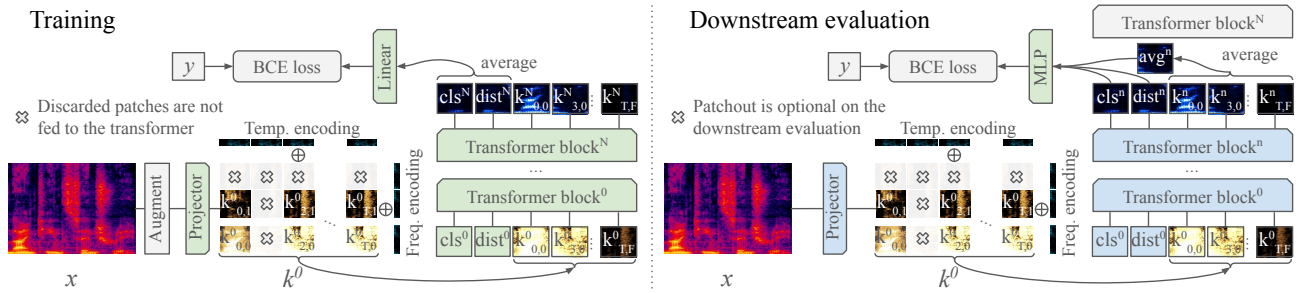 Training
y
BCE loss
Linear
average
Discarded patches are not
fed to the transformer
Temp. encoding
cls^N dist^N k^N_0,0 k^N_3,0 : k^N_T,F
Transformer block^N
...
Transformer block^0
cls^0 dist^0 k^0_0,0 k^0_3,0 : k^0_T,F
Augment
Projector
k^0_0,1 k^0_2,1 k^0_T,1
k^0_0,0 k^0_2,0 k^0_T,0
Freq. encoding
x
k^0
Downstream evaluation
Transformer block^N
y
BCE loss
MLP
avg^n
average
Patchout is optional on the
downstream evaluation
Temp. encoding
cls^n dist^n k^n_0,0 k^n_3,0 : k^n_T,F
Transformer block^n
...
Transformer block^0
cls^0 dist^0 k^0_0,0 k^0_3,0 : k^0_T,F
Projector
k^0_0,1 k^0_2,1 k^0_T,1
k^0_0,0 k^0_2,0 k^0_T,0
Freq. encoding
x
k^0